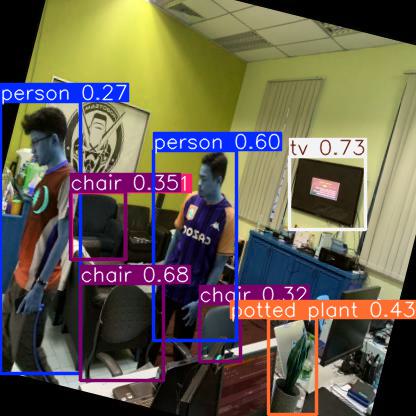 person 0.27
person 0.60
tv 0.73
chair 0.351
CAZOO
chair 0.68
chair 0.32
potted plant 0.43